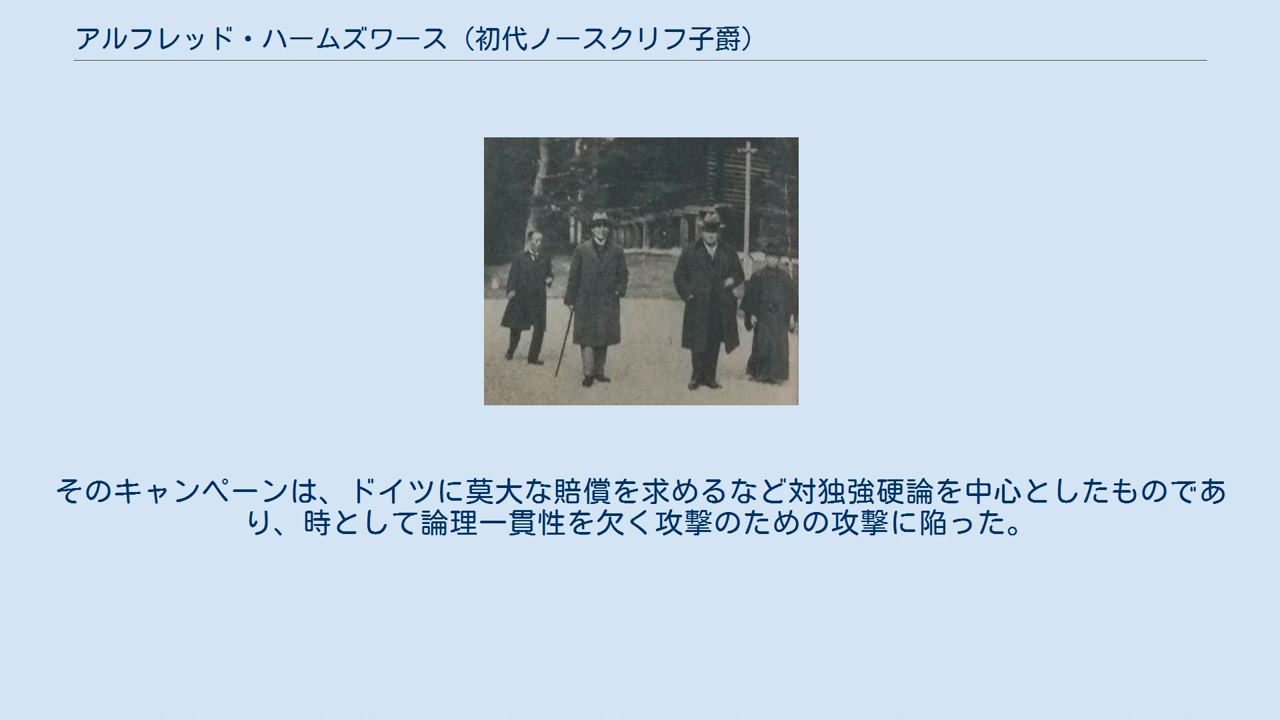 アルフレッド・ハームズワース（初代ノースクリフ子爵）
そのキャンペーンは、ドイツに莫大な賠償を求めるなど対独強硬論を中心としたものであ
り、時として論理一貫性を欠く攻撃のための攻撃に陥った。